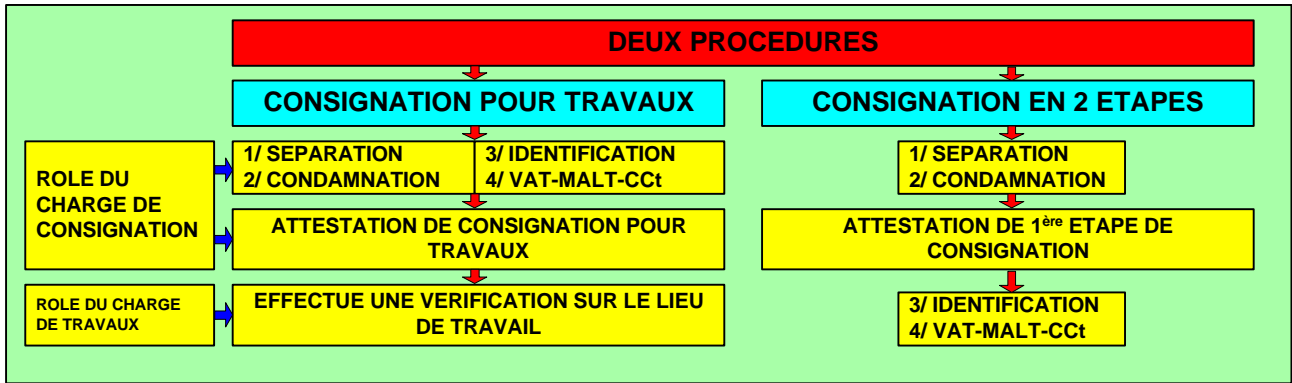 DEUX PROCEDURES
CONSIGNATION POUR TRAVAUX
CONSIGNATION EN 2 ETAPES
ROLE DU
CHARGE DE
CONSIGNATION
1/ SEPARATION
2/ CONDAMNATION
3/ IDENTIFICATION
4/ VAT-MALT-CCt
1/ SEPARATION
2/ CONDAMNATION
ATTESTATION DE CONSIGNATION POUR
TRAVAUX
ATTESTATION DE 1ère ETAPE DE
CONSIGNATION
ROLE DU CHARGE
DE TRAVAUX
EFFECTUE UNE VERIFICATION SUR LE LIEU
DE TRAVAIL
3/ IDENTIFICATION
4/ VAT-MALT-CCt